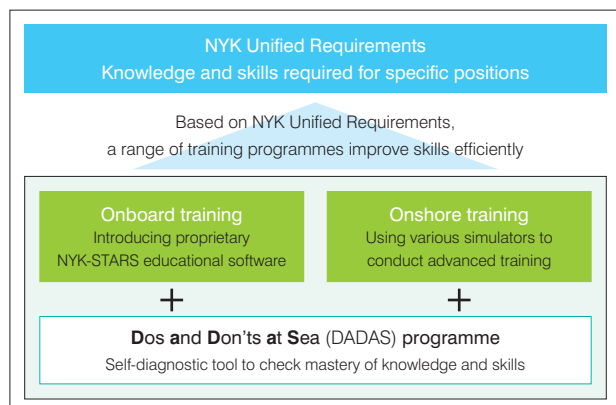 NYK Unified Requirements
Knowledge and skills required for specific positions
Based on NYK Unified Requirements,
a range of training programmes improve skills efficiently
Onboard training
Introducing proprietary
NYK-STARS educational software
Onshore training
Using various simulators to
conduct advanced training
+
+
Dos and Don'ts at Sea (DADAS) programme
Self-diagnostic tool to check mastery of knowledge and skills